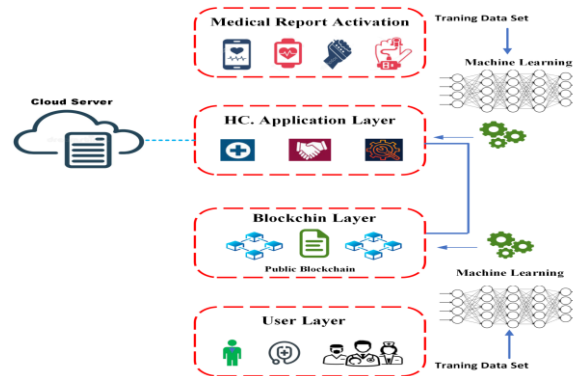 Medical Report Activation
Traning Data Set
Machine Learning
Cloud Server
HC. Application Layer
Blockchin Layer
Public Blockchain
Machine Learning
User Layer
Traning Data Set